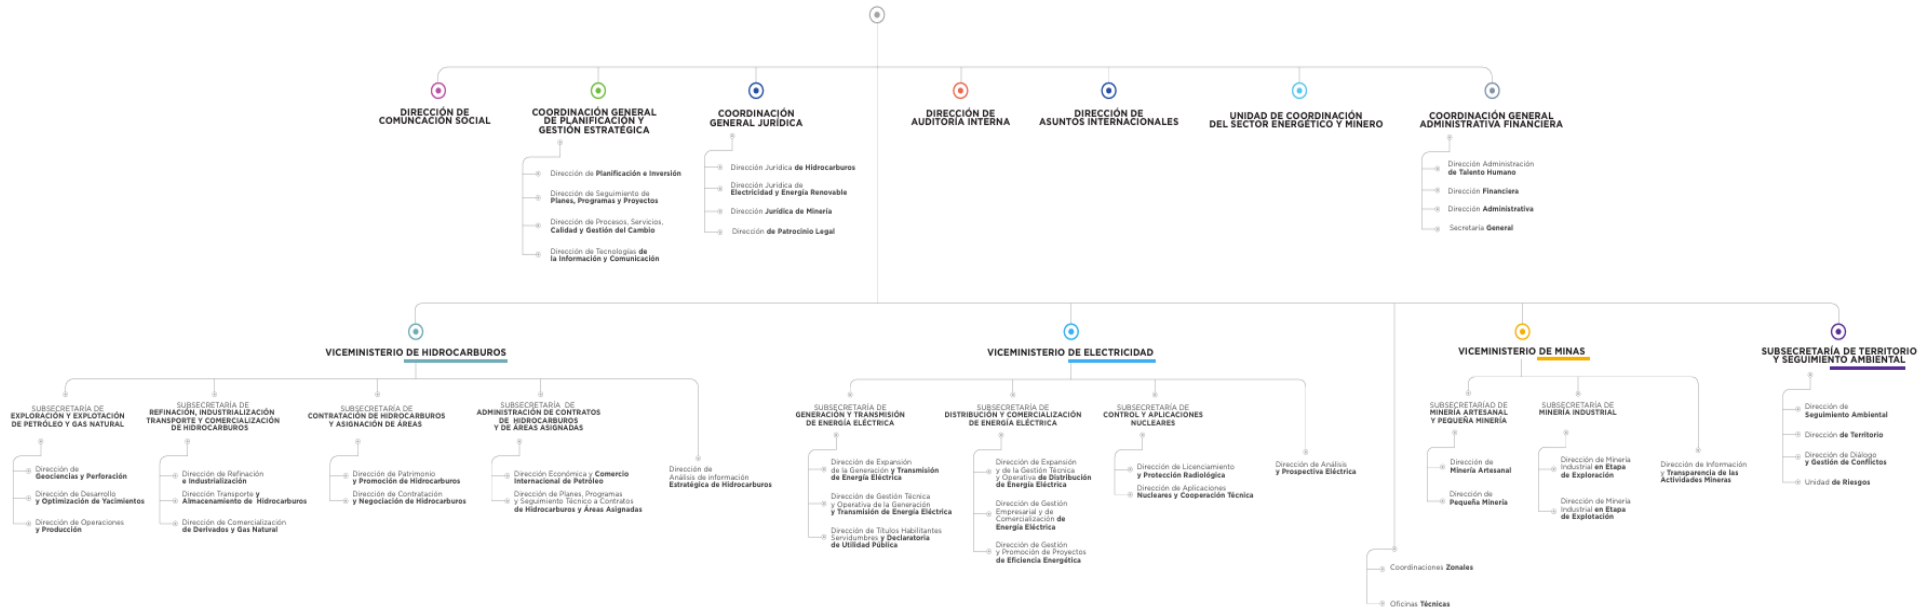 DIRECCIÓN DE
COMUNCACIÓN SOCIAL
COORDINACIÓN GENERAL
DE PLANIFICACIÓN Y
GESTIÓN ESTRATÉGICA
Dirección de Planificación e Inversión
Dirección de Seguimiento de
Planes, Programas y Proyectos
Dirección de Procesos, Servicios,
Calidad y Gestión del Cambio
Dirección de Tecnologías de
la Información y Comunicación
COORDINACIÓN
GENERAL JURÍDICA
Dirección Jurídica de Hidrocarburos
Dirección Jurídica de
Electricidad y Energía Renovable
Dirección Jurídica de Minería
Dirección de Patrocinio Legal
DIRECCIÓN DE
AUDITORÍA INTERNA
DIRECCIÓN DE
ASUNTOS INTERNACIONALES
UNIDAD DE COORDINACIÓN
DEL SECTOR ENERGÉTICO Y MINERO
COORDINACIÓN GENERAL
ADMINISTRATIVA FINANCIERA
Dirección Administración
de Talento Humano
Dirección Financiera
Dirección Administrativa
Secretaría General
VICEMINISTERIO DE HIDROCARBUROS
SUBSECRETARÍA DE
EXPLORACIÓN Y EXPLOTACIÓN
DE PETRÓLEO Y GAS NATURAL
Dirección de
Geociencias y Perforación
Dirección de Desarrollo
y Optimización de Yacimientos
Dirección de Operaciones
y Producción
SUBSECRETARÍA DE
REFINACIÓN, INDUSTRIALIZACIÓN
TRANSPORTE Y COMERCIALIZACIÓN
DE HIDROCARBUROS
Dirección de Refinación
e Industrialización
Dirección Transporte y
Almacenamiento de Hidrocarburos
Dirección de Comercialización
de Derivados y Gas Natural
SUBSECRETARÍA DE
CONTRATACIÓN DE HIDROCARBUROS
Y ASIGNACIÓN DE ÁREAS
Dirección de Patrimonio
y Promoción de Hidrocarburos
Dirección de Contratación
y Negociación de Hidrocarburos
SUBSECRETARÍA DE
ADMINISTRACIÓN DE CONTRATOS
DE HIDROCARBUROS
Y DE ÁREAS ASIGNADAS
Dirección Económica y Comercio
Internacional de Petróleo
Dirección de Planes, Programas
y Seguimiento Técnico a Contratos
de Hidrocarburos y Áreas Asignadas
Dirección de
Análisis de información
Estratégica de Hidrocarburos
VICEMINISTERIO DE ELECTRICIDAD
SUBSECRETARÍA DE
GENERACIÓN Y TRANSMISIÓN
DE ENERGÍA ELÉCTRICA
Dirección de Expansión
de la Generación y Transmisión
de Energía Eléctrica
Dirección de Gestión Técnica
y Operativa de la Generación
y Transmisión de Energía Eléctrica
Dirección de Títulos Habilitantes
Servidumbres y Declaratoria
de Utilidad Pública
SUBSECRETARÍA DE
DISTRIBUCIÓN Y COMERCIALIZACIÓN
DE ENERGÍA ELÉCTRICA
Dirección de Expansión
y de la Gestión Técnica
y Operativa de Distribución
de Energía Eléctrica
Dirección de Gestión
Empresarial y de
Comercialización de
Energía Eléctrica
Dirección de Gestión
y Promoción de Proyectos
de Eficiencia Energética
SUBSECRETARÍA DE
CONTROL Y APLICACIONES
NUCLEARES
Dirección de Licenciamiento
y Protección Radiológica
Dirección de Aplicaciones
Nucleares y Cooperación Técnica
Dirección de Análisis
y Prospectiva Eléctrica
VICEMINISTERIO DE MINAS
SUBSECRETARÍAD DE
MINERÍA ARTESANAL
Y PEQUEÑA MINERÍA
Dirección de
Minería Artesanal
Dirección de
Pequeña Minería
SUBSECRETARÍA DE
MINERÍA INDUSTRIAL
Dirección de Minería
Industrial en Etapa
de Exploración
Dirección de Minería
Industrial en Etapa
de Explotación
Dirección de Información
y Transparencia de las
Actividades Mineras
Coordinaciones Zonales
Oficinas Técnicas
SUBSECRETARÍA DE TERRITORIO
Y SEGUIMIENTO AMBIENTAL
Dirección de
Seguimiento Ambiental
Dirección de Territorio
Dirección de Diálogo
y Gestión de Conflictos
Unidad de Riesgos